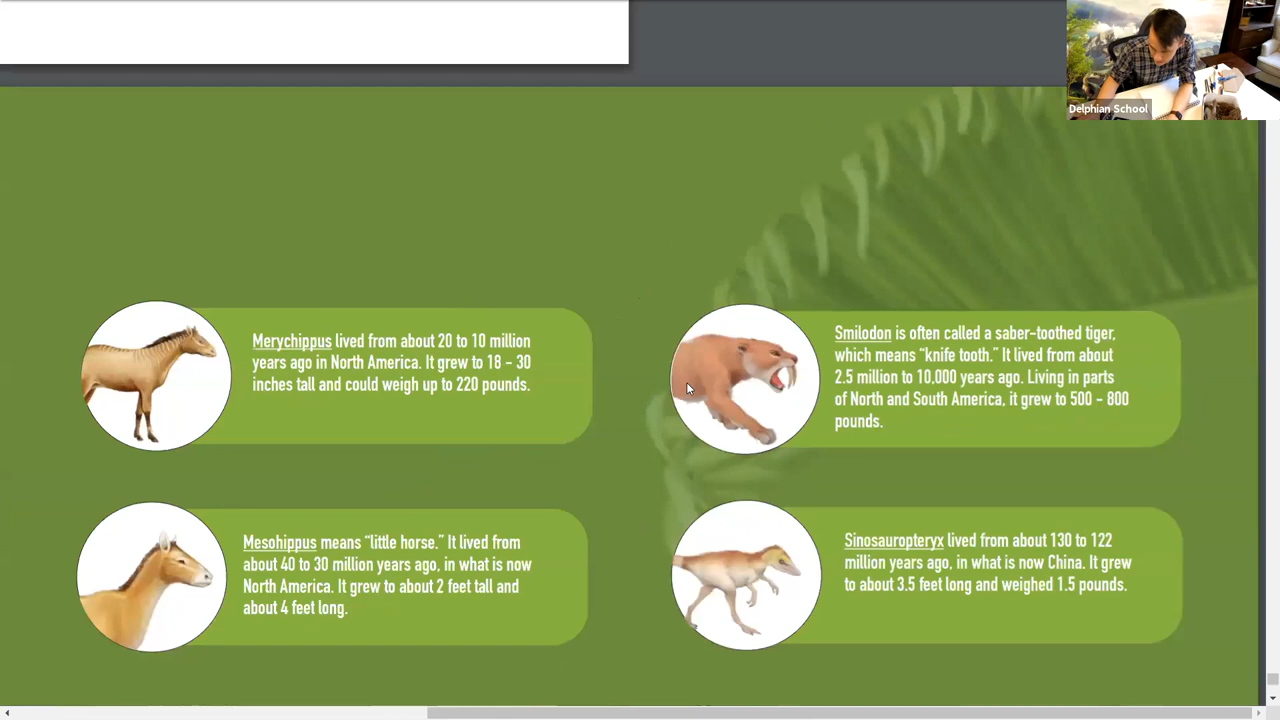 Delphian School
Merychippus lived from about 20 to 10 million
years ago in North America. It grew to 18 - 30
inches tall and could weigh up to 220 pounds.
Smilodon is often called a saber-toothed tiger,
which means “knife tooth.” It lived from about
2.5 million to 10,000 years ago. Living in parts
of North and South America, it grew to 500 - 800
pounds.
Mesohippus means “little horse.” It lived from
about 40 to 30 million years ago, in what is now
North America. It grew to about 2 feet tall and
about 4 feet long.
Sinosauropteryx lived from about 130 to 122
million years ago, in what is now China. It grew
to about 3.5 feet long and weighed 1.5 pounds.